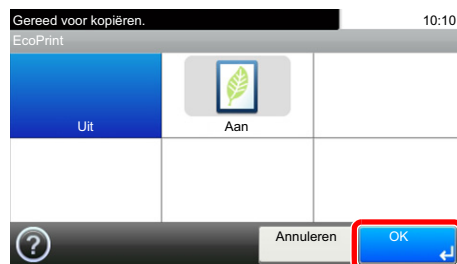 Gereed voor kopiëren. 10:10
EcoPrint
Uit Aan
? Annuleren OK